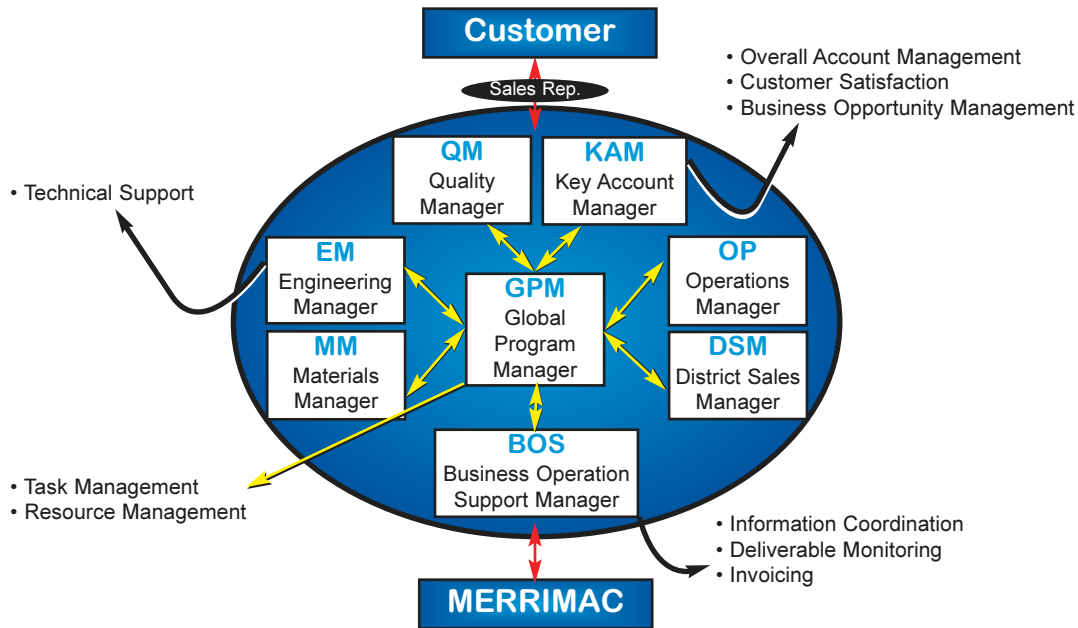 Customer
Sales Rep.
• Overall Account Management
• Customer Satisfaction
• Business Opportunity Management
QM
Quality
Manager
KAM
Key Account
Manager
• Technical Support
EM
Engineering
Manager
GPM
Global
Program
Manager
OP
Operations
Manager
MM
Materials
Manager
DSM
District Sales
Manager
BOS
Business Operation
Support Manager
• Task Management
• Resource Management
• Information Coordination
• Deliverable Monitoring
• Invoicing
MERRIMAC